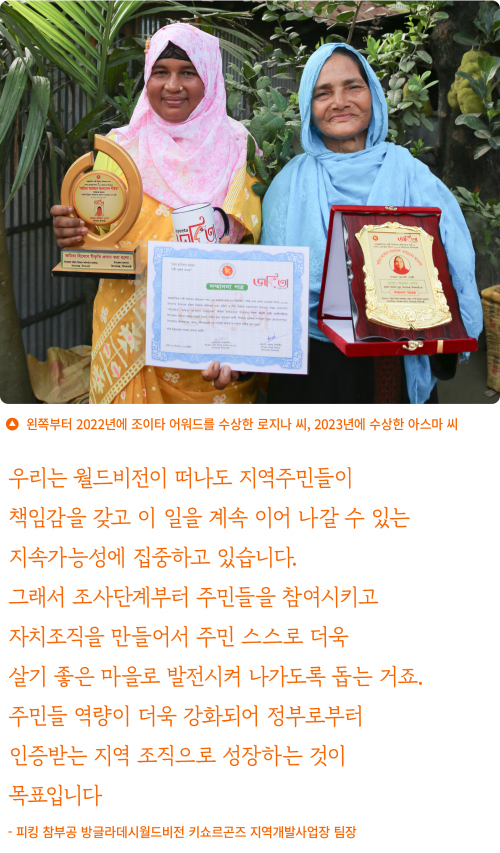 জয়িতা
সম্মাননা পত্র
জয়িতা
왼쪽부터 2022년에 조이타 어워드를 수상한 로지나 씨, 2023년에 수상한 아스마 씨
우리는 월드비전이 떠나도 지역주민들이
책임감을 갖고 이 일을 계속 이어 나갈 수 있는
지속가능성에 집중하고 있습니다.
그래서 조사단계부터 주민들을 참여시키고
자치조직을 만들어서 주민 스스로 더욱
살기 좋은 마을로 발전시켜 나가도록 돕는 거죠.
주민들 역량이 더욱 강화되어 정부로부터
인증받는 지역 조직으로 성장하는 것이
목표입니다
- 피킹 참부공 방글라데시월드비전 키쇼르곤즈 지역개발사업장 팀장